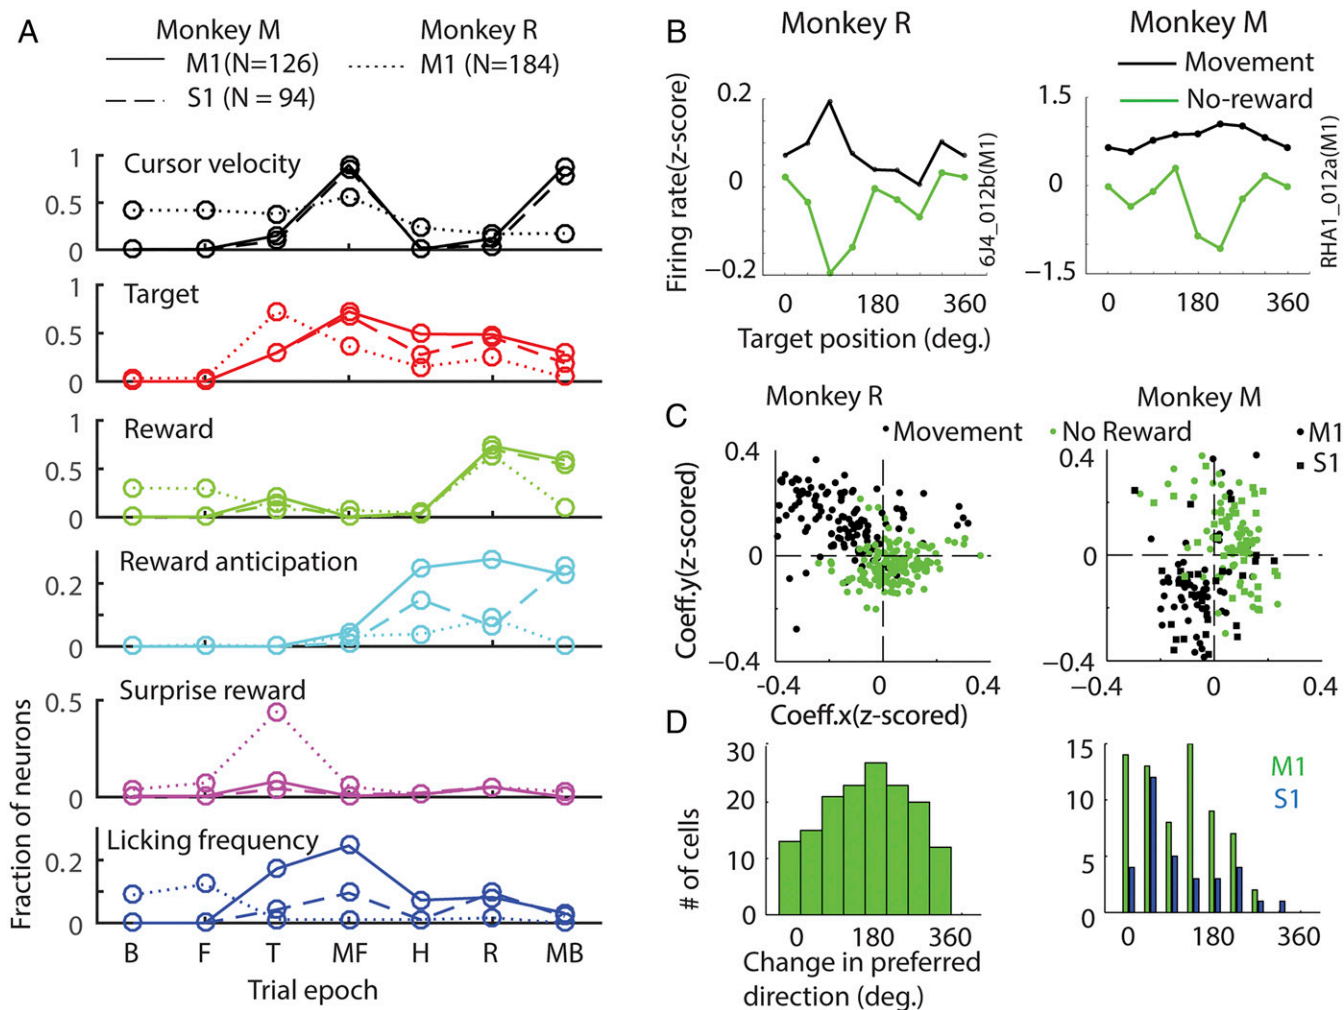 A
Monkey M
Monkey R
M1(N=126)
M1 (N=184)
S1 (N = 94)
Fraction of neurons
Cursor velocity
1
0.5
0
Target
1
0.5
0
Reward
1
0.5
0
Reward anticipation
0.2
0
Surprise reward
0.5
0
Licking frequency
0.2
0
B F T MF H R MB
Trial epoch
B
Monkey R
Monkey M
Movement
No-reward
Firing rate(z-score)
0.2
0
−0.2
6J4_012b(M1)
0 180 360
1.5
0
−1.5
RHA1_012a(M1)
0 180 360
Target position (deg.)
C
Monkey R
Monkey M
Movement
No Reward
M1
S1
Coeff.y(z-scored)
0.4
0
−0.4
-0.4 0 0.4
0.4
0
−0.4
−0.4 0 0.4
Coeff.x(z-scored)
D
# of cells
30
20
10
0
0 180 360
Change in preferred
direction (deg.)
15
10
5
0
M1
S1
0 180 360